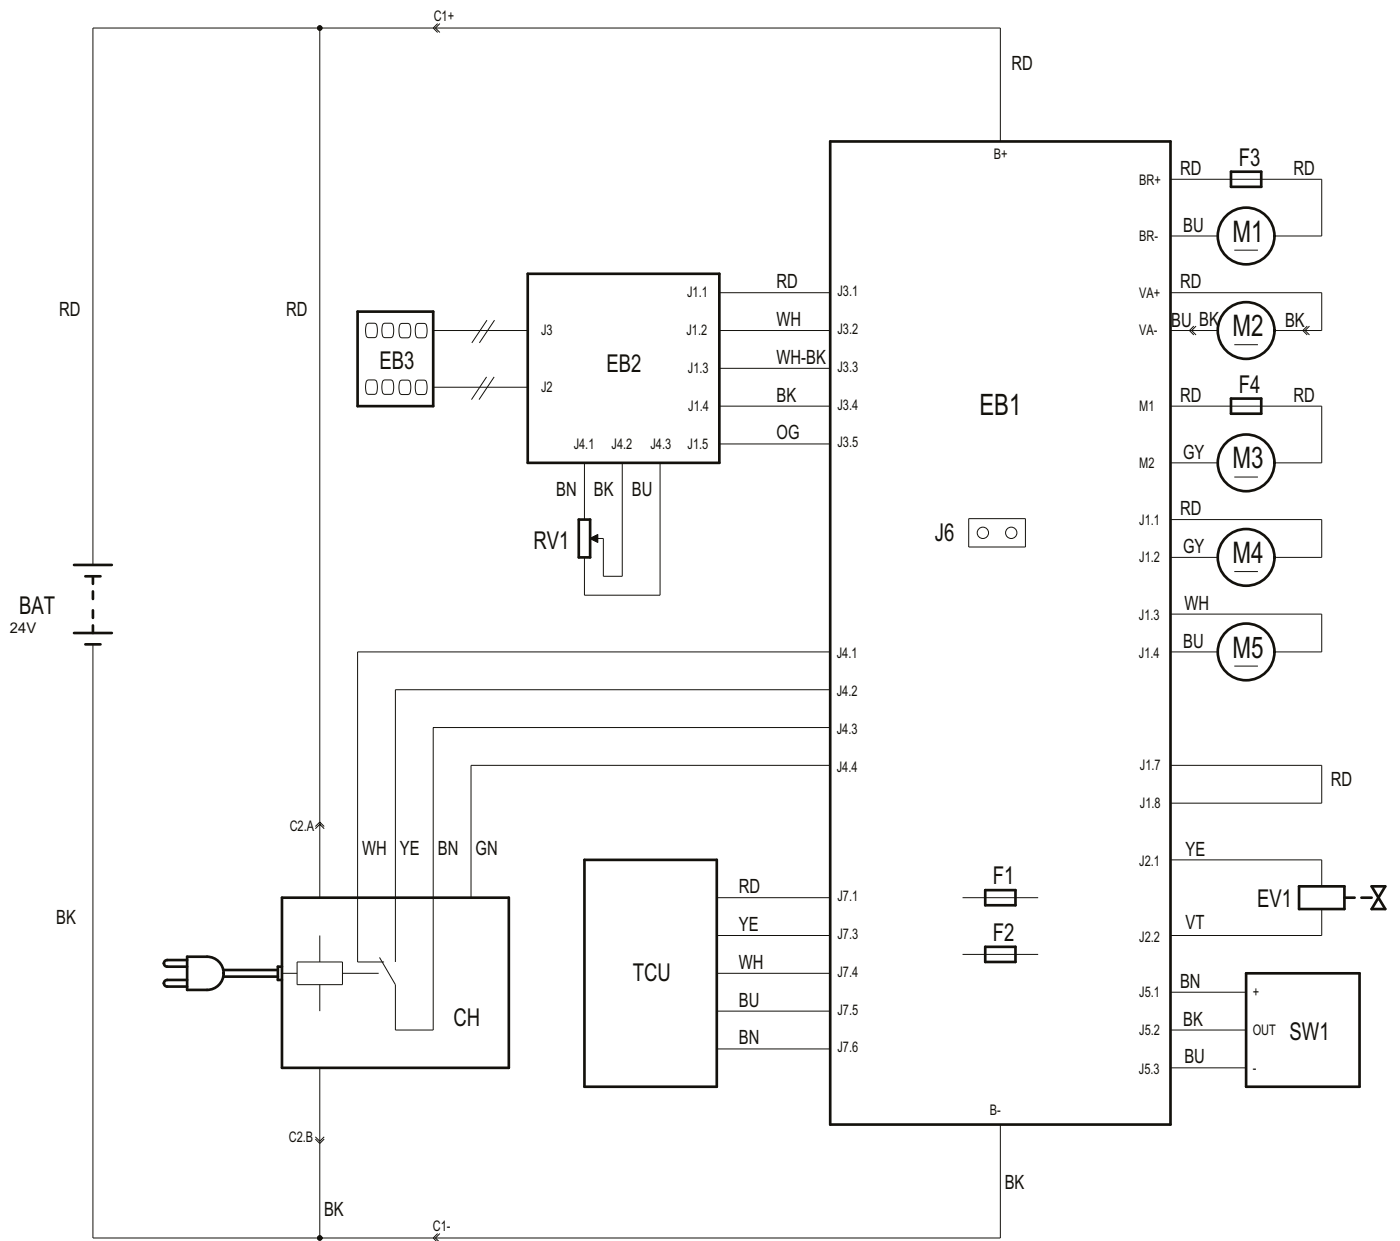 C1+
RD
B+
BR+ RD F3 RD
BR- BU M1
VA+ RD
VA- BU BK M2 BK
M1 RD F4 RD
M2 GY M3
J1.1 RD
J1.2 GY M4
J1.3 WH
J1.4 BU M5
RD
RD
J1.1 RD J3.1
J3 J1.2 WH J3.2
EB3 EB2 J1.3 WH-BK J3.3
J2 J1.4 BK J3.4
J4.1 J4.2 J4.3 J1.5 OG J3.5
EB1
BN BK BU
RV1
J6
BAT
24V
J4.1
J4.2
J4.3
J4.4
J1.7
RD
J1.8
C2.A
WH YE BN GN
J2.1 YE
EV1
J2.2 VT
F1
F2
BK
RD J7.1
YE J7.3
TCU WH J7.4
BU J7.5
BN J7.6
CH
J5.1 BN +
J5.2 BK OUT SW1
J5.3 BU -
B-
C2.B
BK
BK
C1-